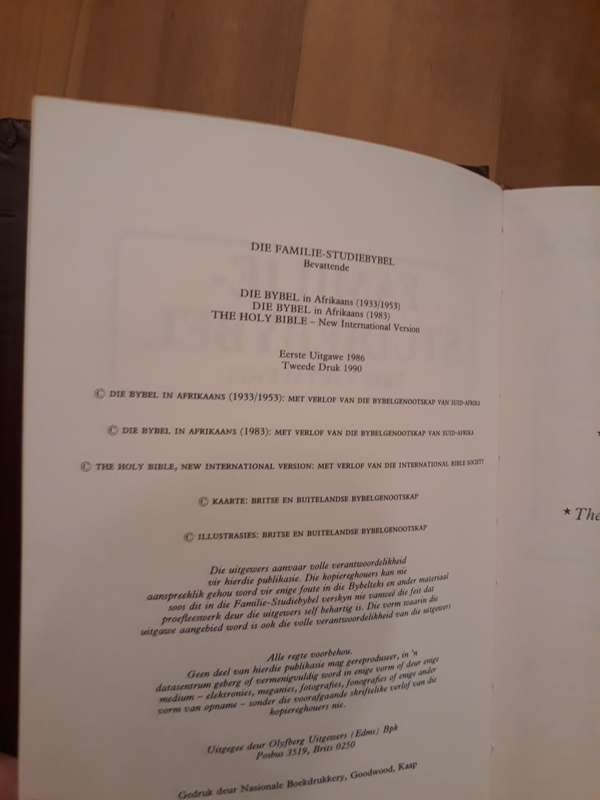 DIE FAMILIE-STUDIEBYBEL
Bevattende
DIE BYBEL in Afrikaans (1933/1953)
DIE BYBEL in Afrikaans (1983)
THE HOLY BIBLE – New International Version
Eerste Uitgawe 1986
Tweede Druk 1990
© DIE BYBEL IN AFRIKAANS (1933/1953): MET VERLOF VAN DIE BYBELGENOOTSKAP VAN SUID-AFRIKA
© DIE BYBEL IN AFRIKAANS (1983): MET VERLOF VAN DIE BYBELGENOOTSKAP VAN SUID-AFRIKA
© THE HOLY BIBLE, NEW INTERNATIONAL VERSION: MET VERLOF VAN DIE INTERNATIONAL BIBLE SOCIETY
© KAARTE: BRITSE EN BUITELANDSE BYBELGENOOTSKAP
© ILLUSTRASIES: BRITSE EN BUITELANDSE BYBELGENOOTSKAP
Die uitgewers aanvaar volle verantwoordelikheid
vir hierdie publikasie. Die kopiereghouers kan nie
aanspreeklik gehou word vir enige foute in die Bybelteks en ander materiaal
soos dit in die Familie-Studiebybel verskyn nie vanweë die feit dat
proefleeswerk deur die uitgewers self behartig is. Die vorm waarin die
uitgawe aangebied word is ook die volle verantwoordelikheid van die uitgewers
Alle regte voorbehou.
Geen deel van hierdie publikasie mag gereproduseer, in 'n
datasentrum geberg of vermenigvuldig word in enige vorm of deur enige
medium – elektronies, meganies, fotografies, fonografies of enige ander
vorm van opname – sonder die voorafgaande skriftelike verlof van die
kopiereghouers nie.
Uitgegee deur Olyfberg Uitgewers (Edms) Bpk
Posbus 3519, Brits 0250
Gedruk deur Nasionale Boekdrukkery, Goodwood, Kaap
* The